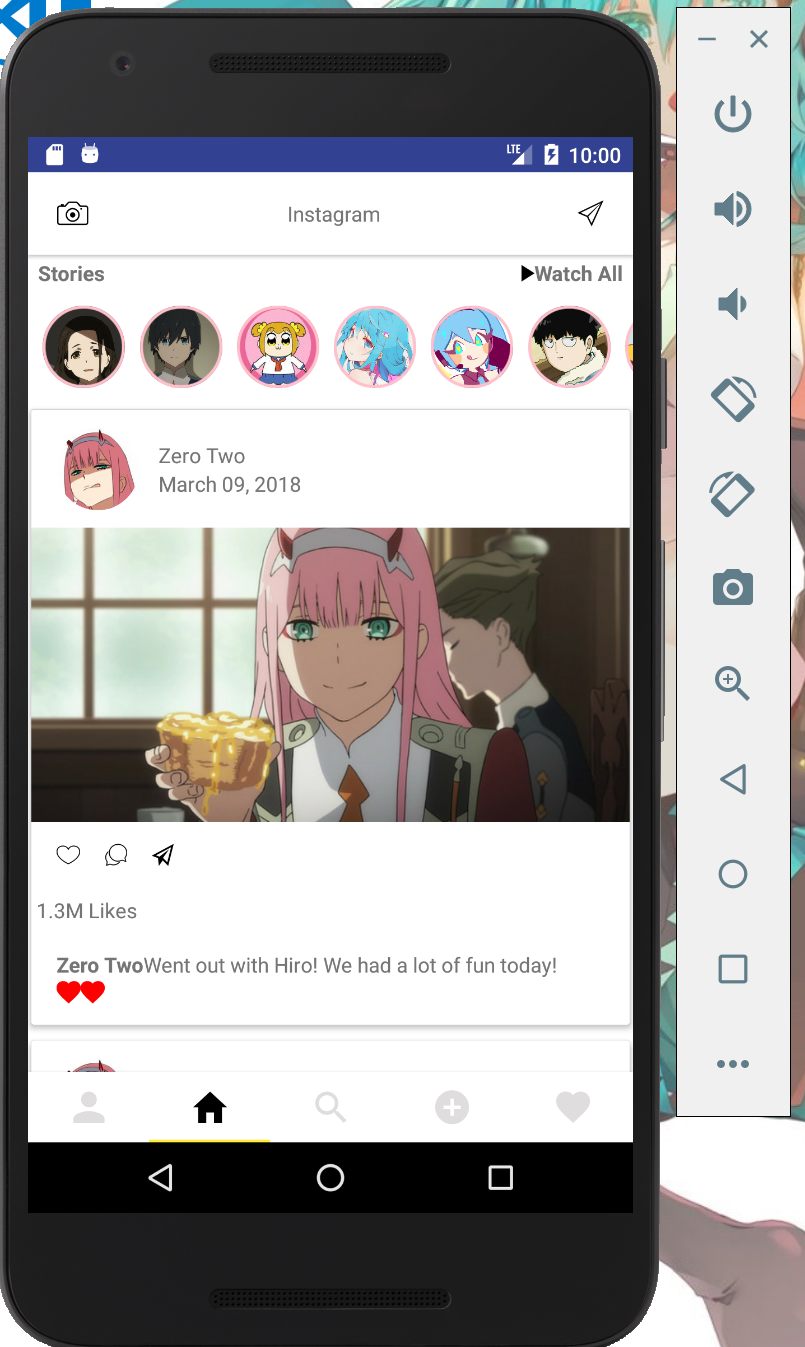 LTE 10:00
Instagram
Stories Watch All
Zero Two
March 09, 2018
1.3M Likes
Zero TwoWent out with Hiro! We had a lot of fun today!